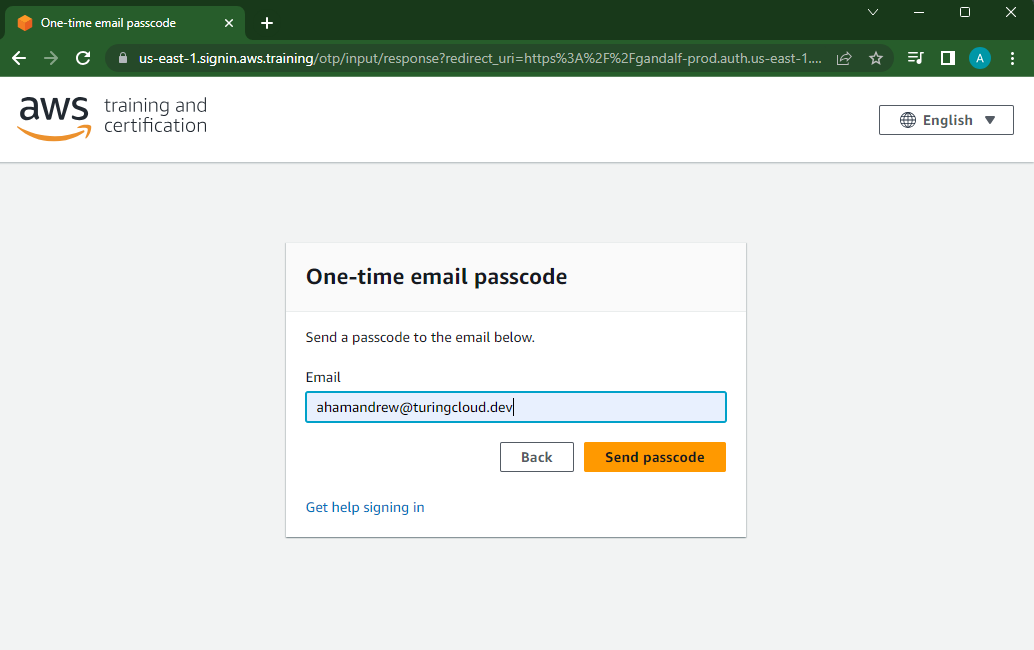 One-time email passcode
us-east-1.signin.aws.training/otp/input/response?redirect_uri=https%3A%2F%2Fgandalf-prod.auth.us-east-1....
A
aws training and
certification
English
One-time email passcode
Send a passcode to the email below.
Email
ahamandrew@turingcloud.dev
Back
Send passcode
Get help signing in